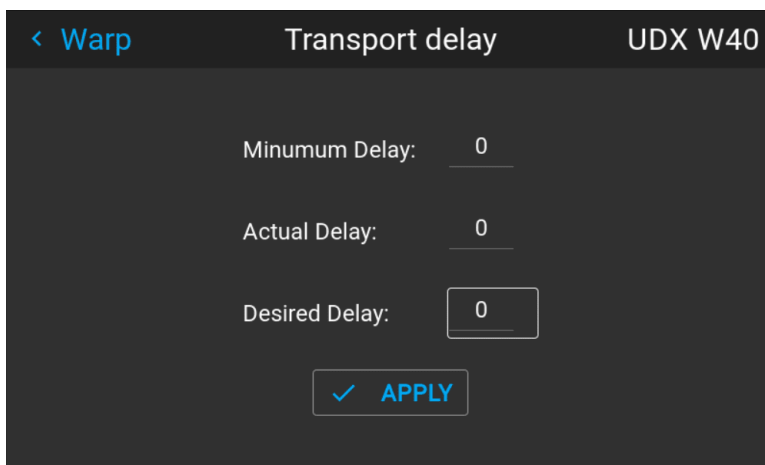 < Warp Transport delay UDX W40
Minumum Delay: 0
Actual Delay: 0
Desired Delay: 0
APPLY